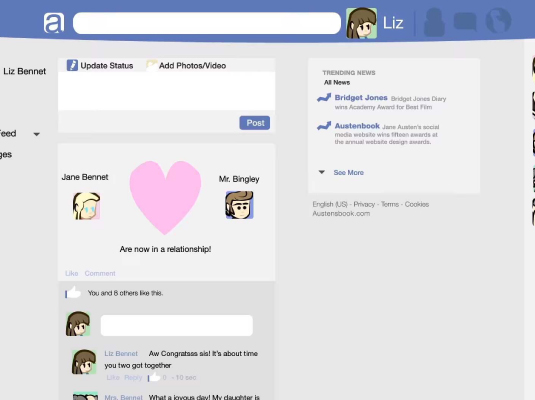 a
Liz
Liz Bennet
Feed
Update Status
Add Photos/Video
Post
Jane Bennet
Mr. Bingley
Are now in a relationship!
Like Comment
You and 8 others like this.
Liz Bennet Aw Congratsas sis! It's about time
you two got together
Like Reply - 10 sec
Mrs. Bennet What a joyous day! My daughter is
TRENDING NEWS
All News
Bridget Jones Bridget Jones Diary
wins Academy Award for Best Film
Austenbook Jane Austen's social
media website wins fifteen awards at
the annual website design awards.
See More
English (US) · Privacy · Terms · Cookies
Austensbook.com